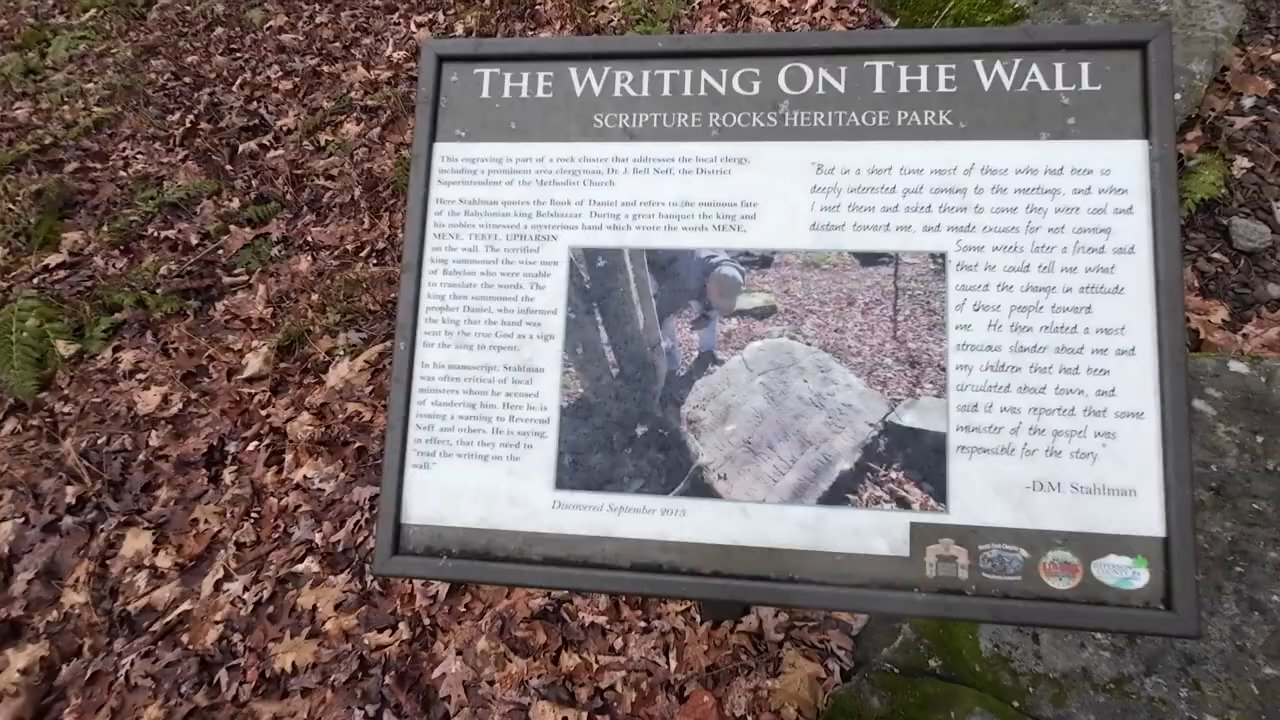 THE WRITING ON THE WALL
SCRIPTURE ROCKS HERITAGE PARK
This engraving is part of a rock cluster that addresses the local clergy,
including a prominent area clergyman, Dr. J. Bell Neff, the District
Superintendent of the Methodist Church.
Here Stahlman quotes the Book of Daniel and refers to the ominous fate
of the Babylonian king Belshazzar. During a great banquet the king and
his nobles witnessed a mysterious hand which wrote the words MENE,
MENE, TEKEL, UPHARSIN
on the wall. The terrified
king summoned the wise men
of Babylon who were unable
to translate the words. The
king then summoned the
prophet Daniel, who informed
the king that the hand was
sent by the true God as a sign
for the king to repent.
In his manuscript, Stahlman
was often critical of local
ministers whom he accused
of slandering him. Here he is
issuing a warning to Reverend
Neff and others. He is saying,
in effect, that they need to
"read the writing on the
wall."
Discovered September 2013.
"But in a short time most of those who had been so
deeply interested quit coming to the meetings, and when
I met them and asked them to come they were cool and
distant toward me, and made excuses for not coming.
Some weeks later a friend said
that he could tell me what
caused the change in attitude
of those people toward
me. He then related a most
atrocious slander about me and
my children that had been
circulated about town, and
said it was reported that some
minister of the gospel was
responsible for the story."
-D.M. Stahlman
JEFFERSON
COUNTY PA